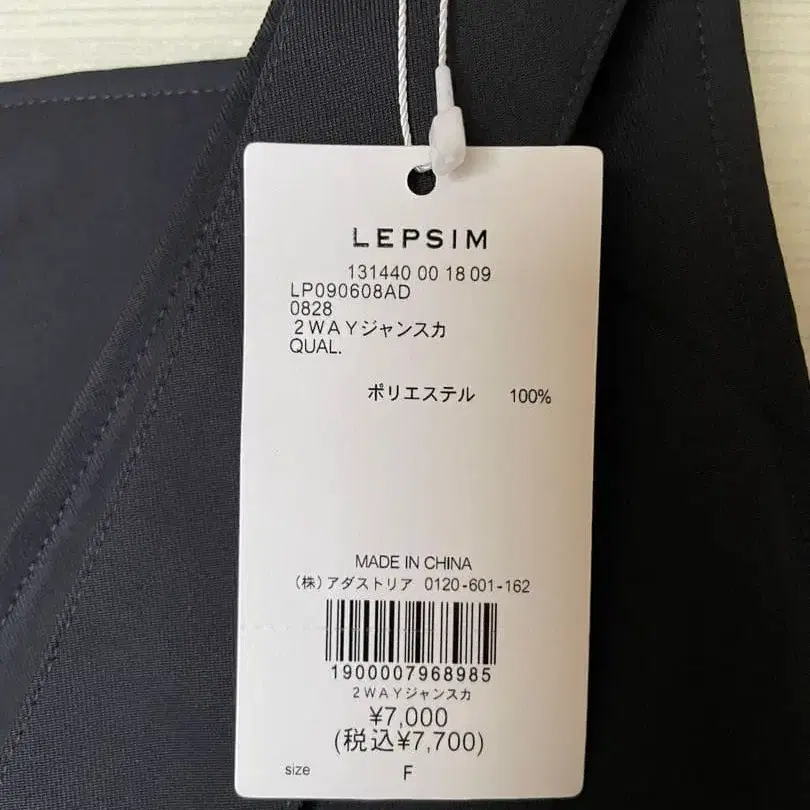 LEPSIM
131440 00 18 09
LP090608AD
0828
2WAYジャンスカ
QUAL.
ポリエステル 100%
MADE IN CHINA
(株)アダストリア 0120-601-162
1900007968985
2WAYジャンスカ
¥7,000
(税込¥7,700)
size F